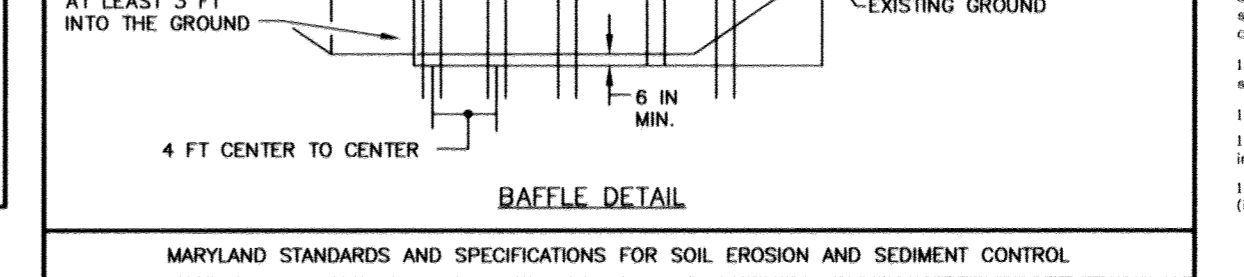 AT LEAST 3 FT
INTO THE GROUND
EXISTING GROUND
6 IN
MIN.
4 FT CENTER TO CENTER
BAFFLE DETAIL
MARYLAND STANDARDS AND SPECIFICATIONS FOR SOIL EROSION AND SEDIMENT CONTROL